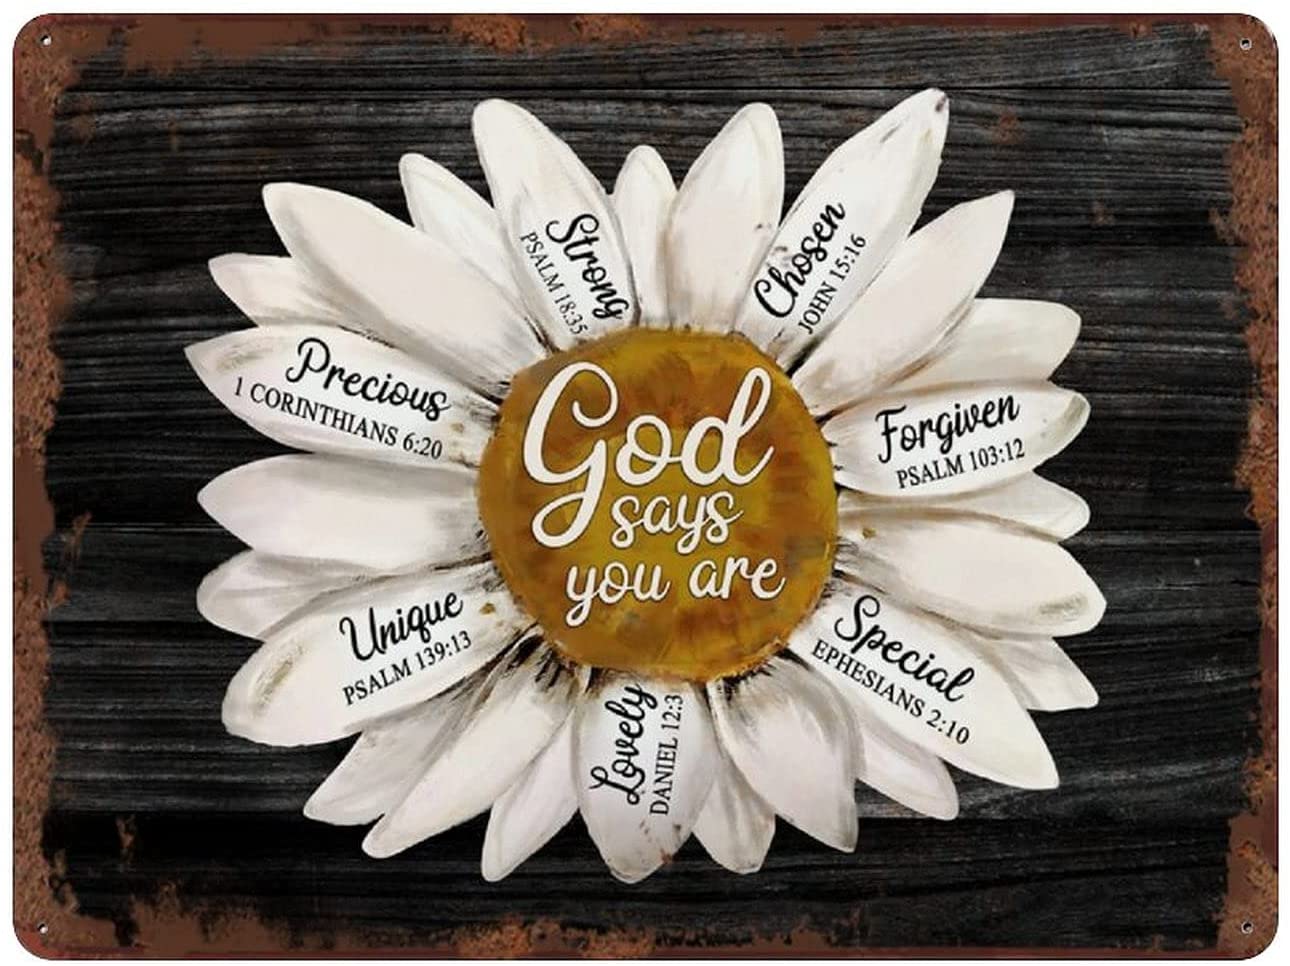 God
says
you are
Strong
PSALM 18:35
Chosen
JOHN 15:16
Precious
1 CORINTHIANS 6:20
Forgiven
PSALM 103:12
Unique
PSALM 139:13
Special
EPHESIANS 2:10
Lovely
DANIEL 12:3